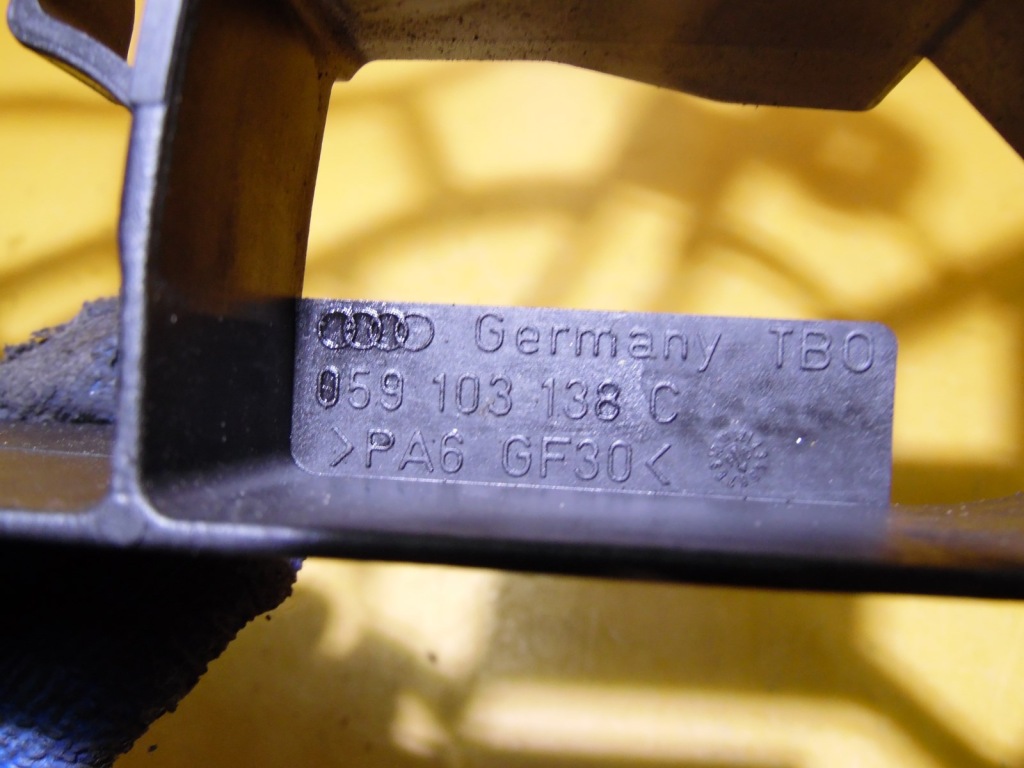 Germany TBO
059 103 138 C
>PA6 GF30<